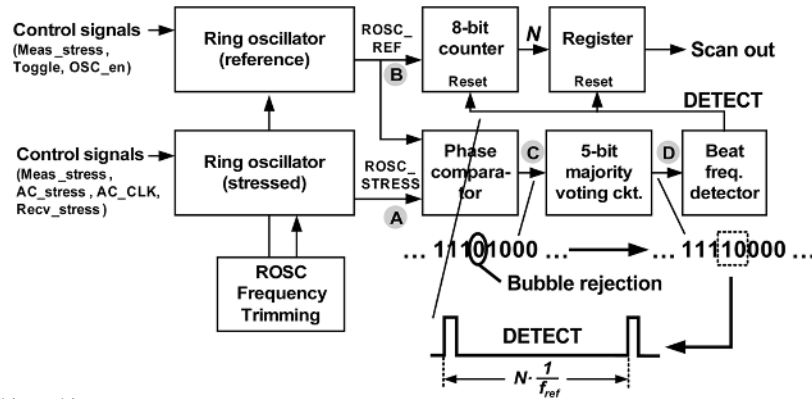 Control signals
(Meas_stress,
Toggle, OSC_en)
Ring oscillator
(reference)
ROSC_
REF
B
8-bit
counter
Reset
N
Register
Reset
Scan out
DETECT
Control signals
(Meas_stress,
AC_stress, AC_CLK,
Recv_stress)
Ring oscillator
(stressed)
ROSC_
STRESS
A
Phase
compara-
tor
C
5-bit
majority
voting ckt.
D
Beat
freq.
detector
ROSC
Frequency
Trimming
... 11101000 ...
... 11110000 ...
Bubble rejection
DETECT
N· 1/f_ref